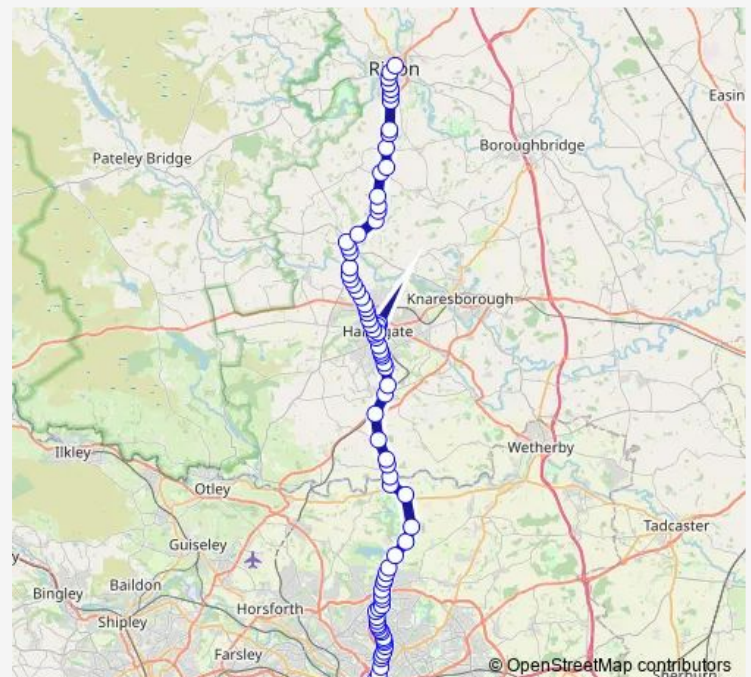 Easin
Boroughbridge
Pateley Bridge
Knaresborough
Wetherby
Ilkley
Otley
Tadcaster
Guiseley
Baildon
Bingley
Horsforth
Shipley
Farsley
© OpenStreetMap contributors